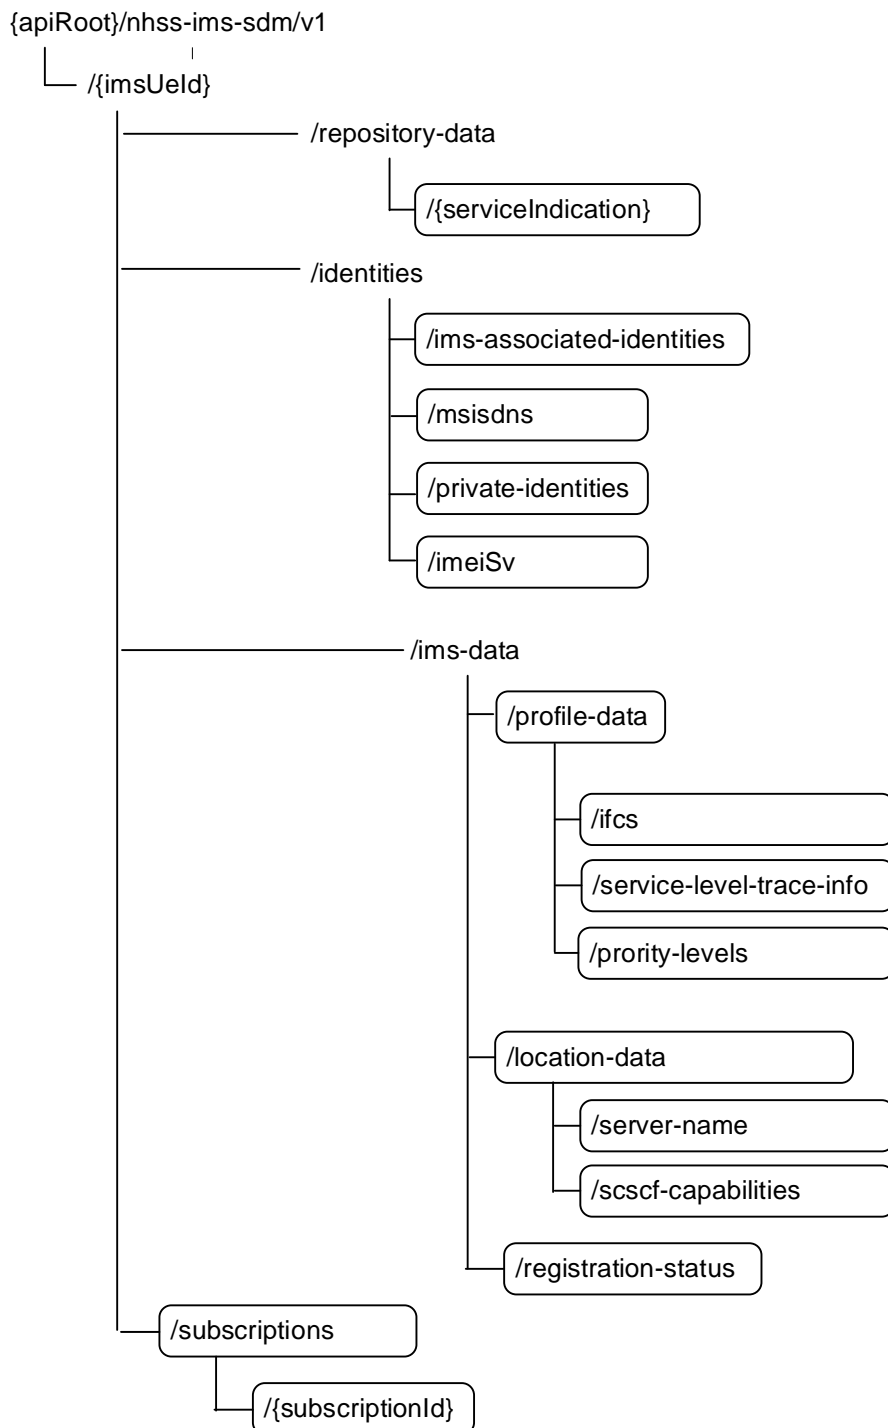 {apiRoot}/nhss-ims-sdm/v1
/{imsUeId}
/repository-data
/{serviceIndication}
/identities
/ims-associated-identities
/msisdns
/private-identities
/imeiSv
/ims-data
/profile-data
/ifcs
/service-level-trace-info
/prority-levels
/location-data
/server-name
/scscf-capabilities
/registration-status
/subscriptions
/{subscriptionId}